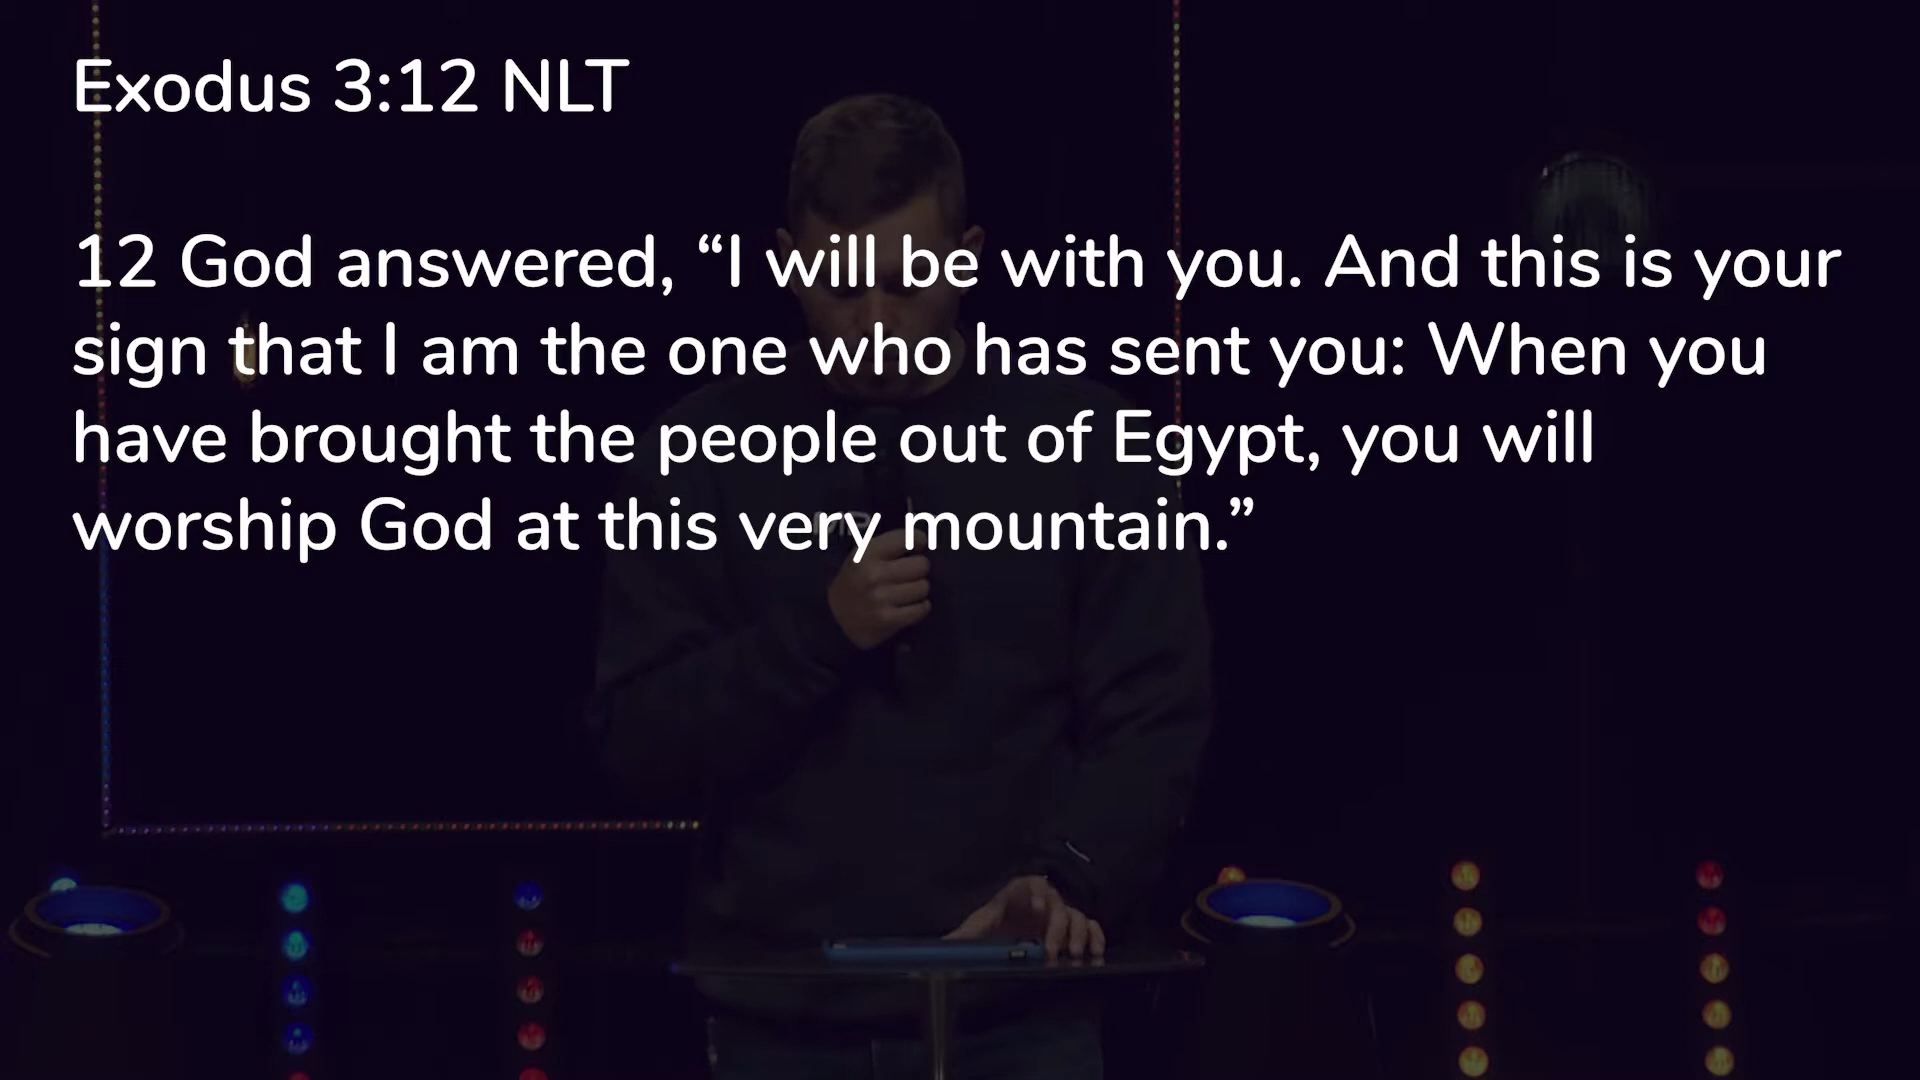 Exodus 3:12 NLT
12 God answered, “I will be with you. And this is your
sign that I am the one who has sent you: When you
have brought the people out of Egypt, you will
worship God at this very mountain.”